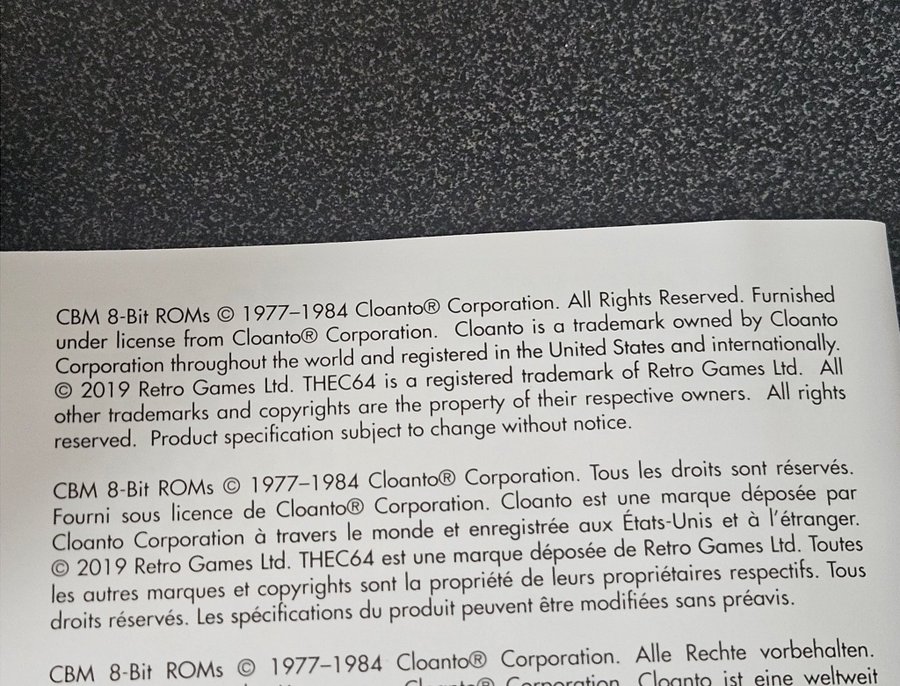 CBM 8-Bit ROMs © 1977–1984 Cloanto® Corporation. All Rights Reserved. Furnished
under license from Cloanto® Corporation. Cloanto is a trademark owned by Cloanto
Corporation throughout the world and registered in the United States and internationally.
© 2019 Retro Games Ltd. THEC64 is a registered trademark of Retro Games Ltd. All
other trademarks and copyrights are the property of their respective owners. All rights
reserved. Product specification subject to change without notice.
CBM 8-Bit ROMs © 1977–1984 Cloanto® Corporation. Tous les droits sont réservés.
Fourni sous licence de Cloanto® Corporation. Cloanto est une marque déposée par
Cloanto Corporation à travers le monde et enregistrée aux États-Unis et à l’étranger.
© 2019 Retro Games Ltd. THEC64 est une marque déposée de Retro Games Ltd. Toutes
les autres marques et copyrights sont la propriété de leurs propriétaires respectifs. Tous
droits réservés. Les spécifications du produit peuvent être modifiées sans préavis.
CBM 8-Bit ROMs © 1977–1984 Cloanto® Corporation. Alle Rechte vorbehalten.
Cloanto® Corporation. Cloanto ist eine weltweit